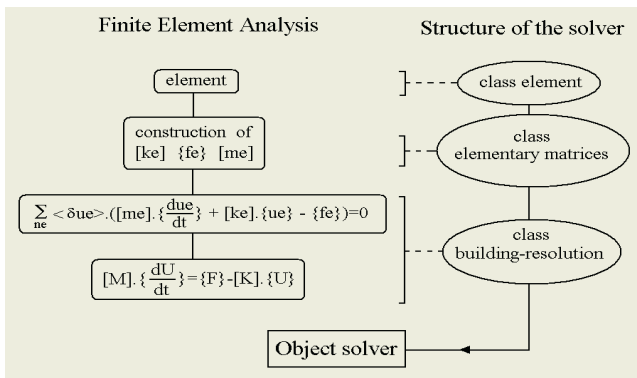 Finite Element Analysis
Structure of the solver
element
class element
construction of
[ke] {fe} [me]
class
elementary matrices
∑ <δue>.([me].{due/dt} + [ke].{ue} - {fe})=0
ne
class
building-resolution
[M].{dU/dt}={F}-[K].{U}
Object solver